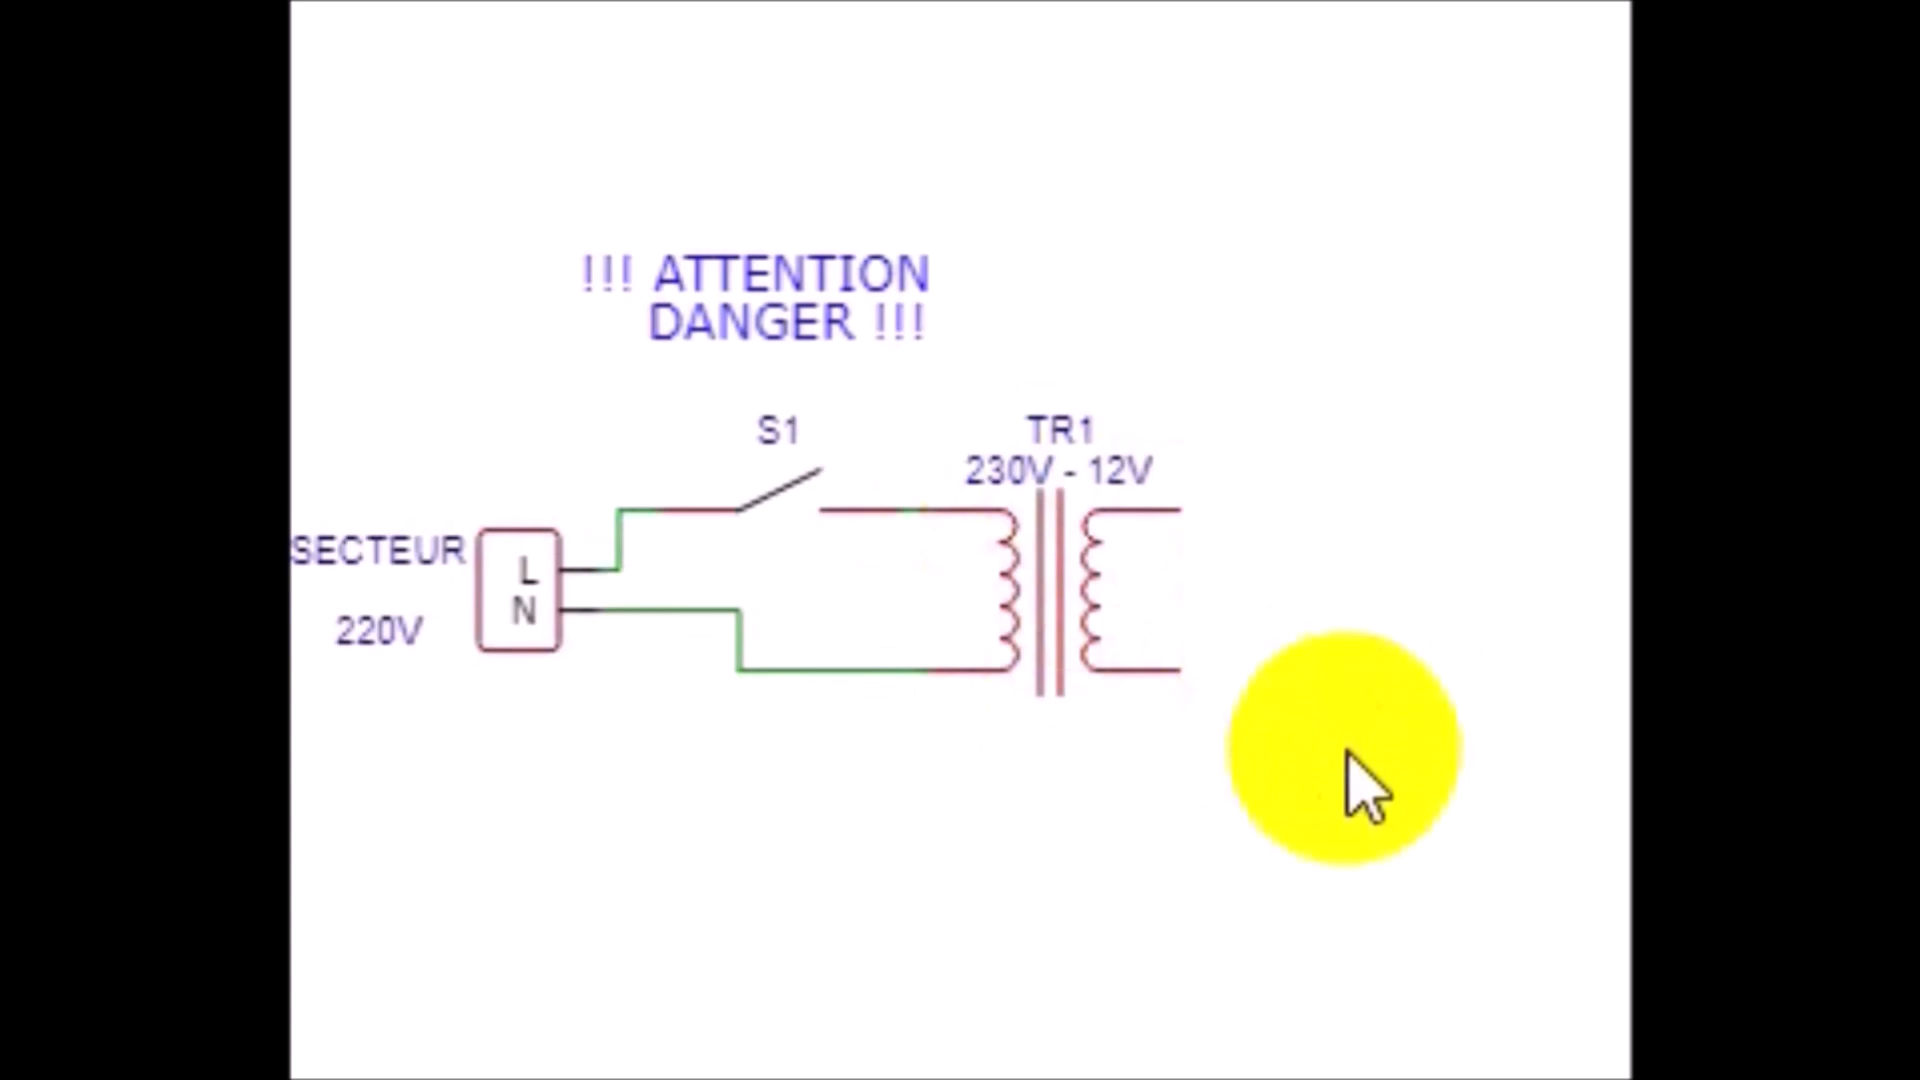 !!! ATTENTION
DANGER !!!
S1
TR1
230V - 12V
SECTEUR
L
N
220V